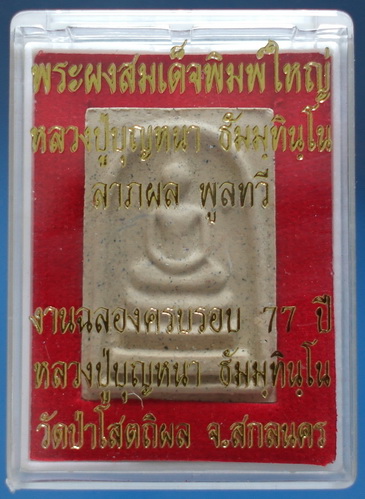 พระผงสมเด็จพิมพ์ใหญ่
หลวงปู่บุญหนา ธัมมฺทินฺโน
ลาภผล พูลทวี
งานฉลองครบรอบ 77 ปี
หลวงปู่บุญหนา ธัมมฺทินฺโน
วัดป่าโสตถิผล จ.สกลนคร